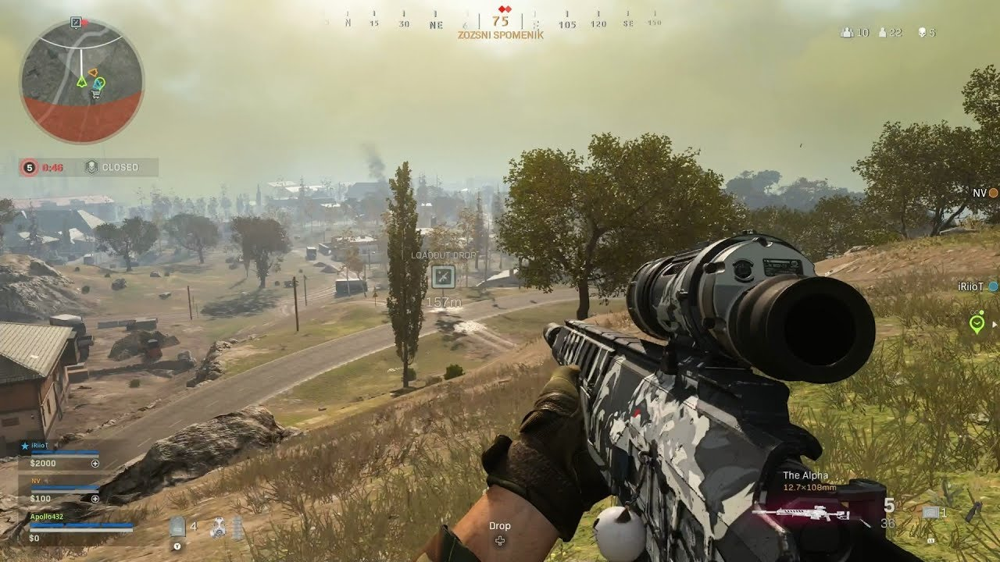 N 15 30 NE 75 105 120 SE 150
ZOZSNI SPOMENIK
10 22 5
5 0:46 CLOSED
NV
LOADOUT DROP
157m
iRiioT
iRiioT
$2000
NV
$100
Apollo432
$0
4
Y
Drop
The Alpha
12.7×108mm
5
36
1